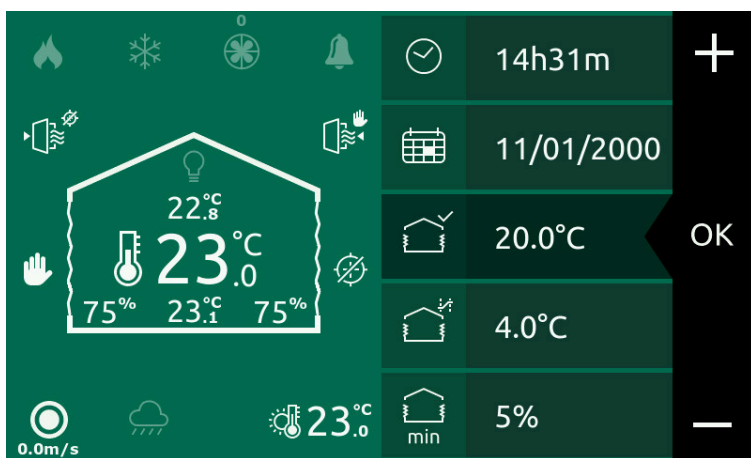 0
22.8°C
23.0°C
75%
23.1°C
75%
0.0m/s
23.0°C
14h31m
11/01/2000
20.0°C
4.0°C
min
5%
+
OK
−